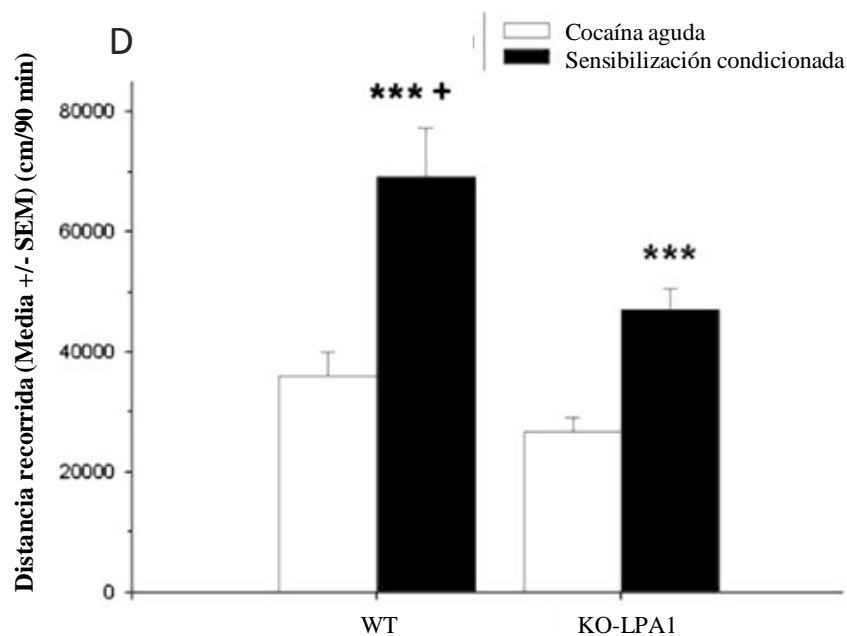 D
Cocaína aguda
Sensibilización condicionada
*** +
***
Distancia recorrida (Media +/- SEM) (cm/90 min)
80000
60000
40000
20000
0
WT
KO-LPA1